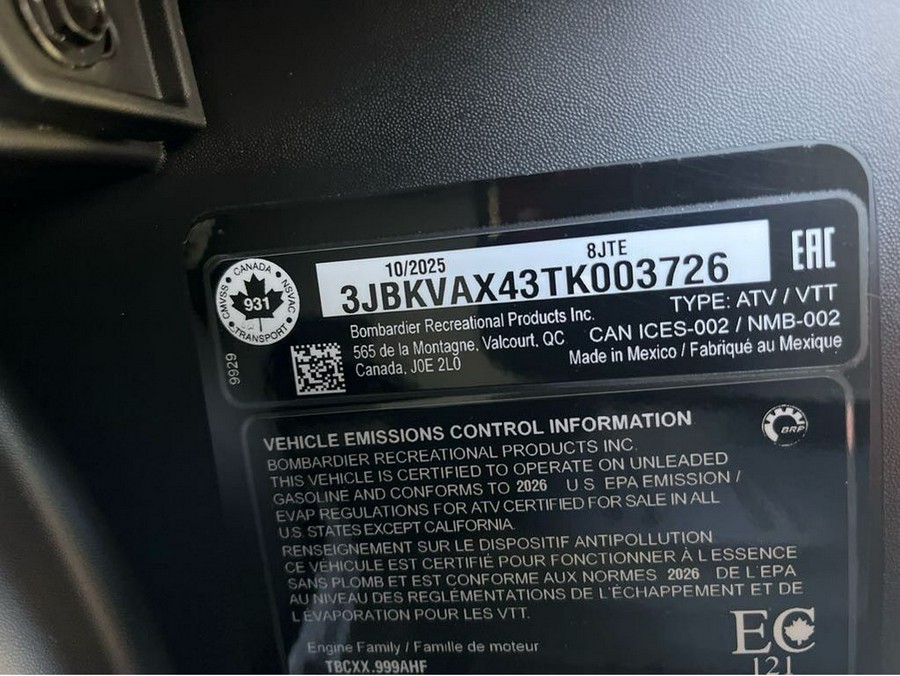 10/2025 8JTE
3JBKVAX43TK003726
EAC
CANADA
CMVSS 931 NSVAC
TRANSPORT
TYPE: ATV / VTT
Bombardier Recreational Products Inc.
CAN ICES-002 / NMB-002
565 de la Montagne, Valcourt, QC
Made in Mexico / Fabriqué au Mexique
Canada, J0E 2L0
9929
VEHICLE EMISSIONS CONTROL INFORMATION
BRP
BOMBARDIER RECREATIONAL PRODUCTS INC.
THIS VEHICLE IS CERTIFIED TO OPERATE ON UNLEADED
GASOLINE AND CONFORMS TO 2026 U.S. EPA EMISSION /
EVAP REGULATIONS FOR ATV CERTIFIED FOR SALE IN ALL
U.S. STATES EXCEPT CALIFORNIA.
RENSEIGNEMENT SUR LE DISPOSITIF ANTIPOLLUTION
CE VÉHICULE EST CERTIFIÉ POUR FONCTIONNER À L'ESSENCE
SANS PLOMB ET EST CONFORME AUX NORMES 2026 DE L'EPA
AU NIVEAU DES REGLÉMENTATIONS DE L'ÉCHAPPEMENT ET DE
L'ÉVAPORATION POUR LES VTT.
EC
121
Engine Family / Famille de moteur
TBCXX.999AHF